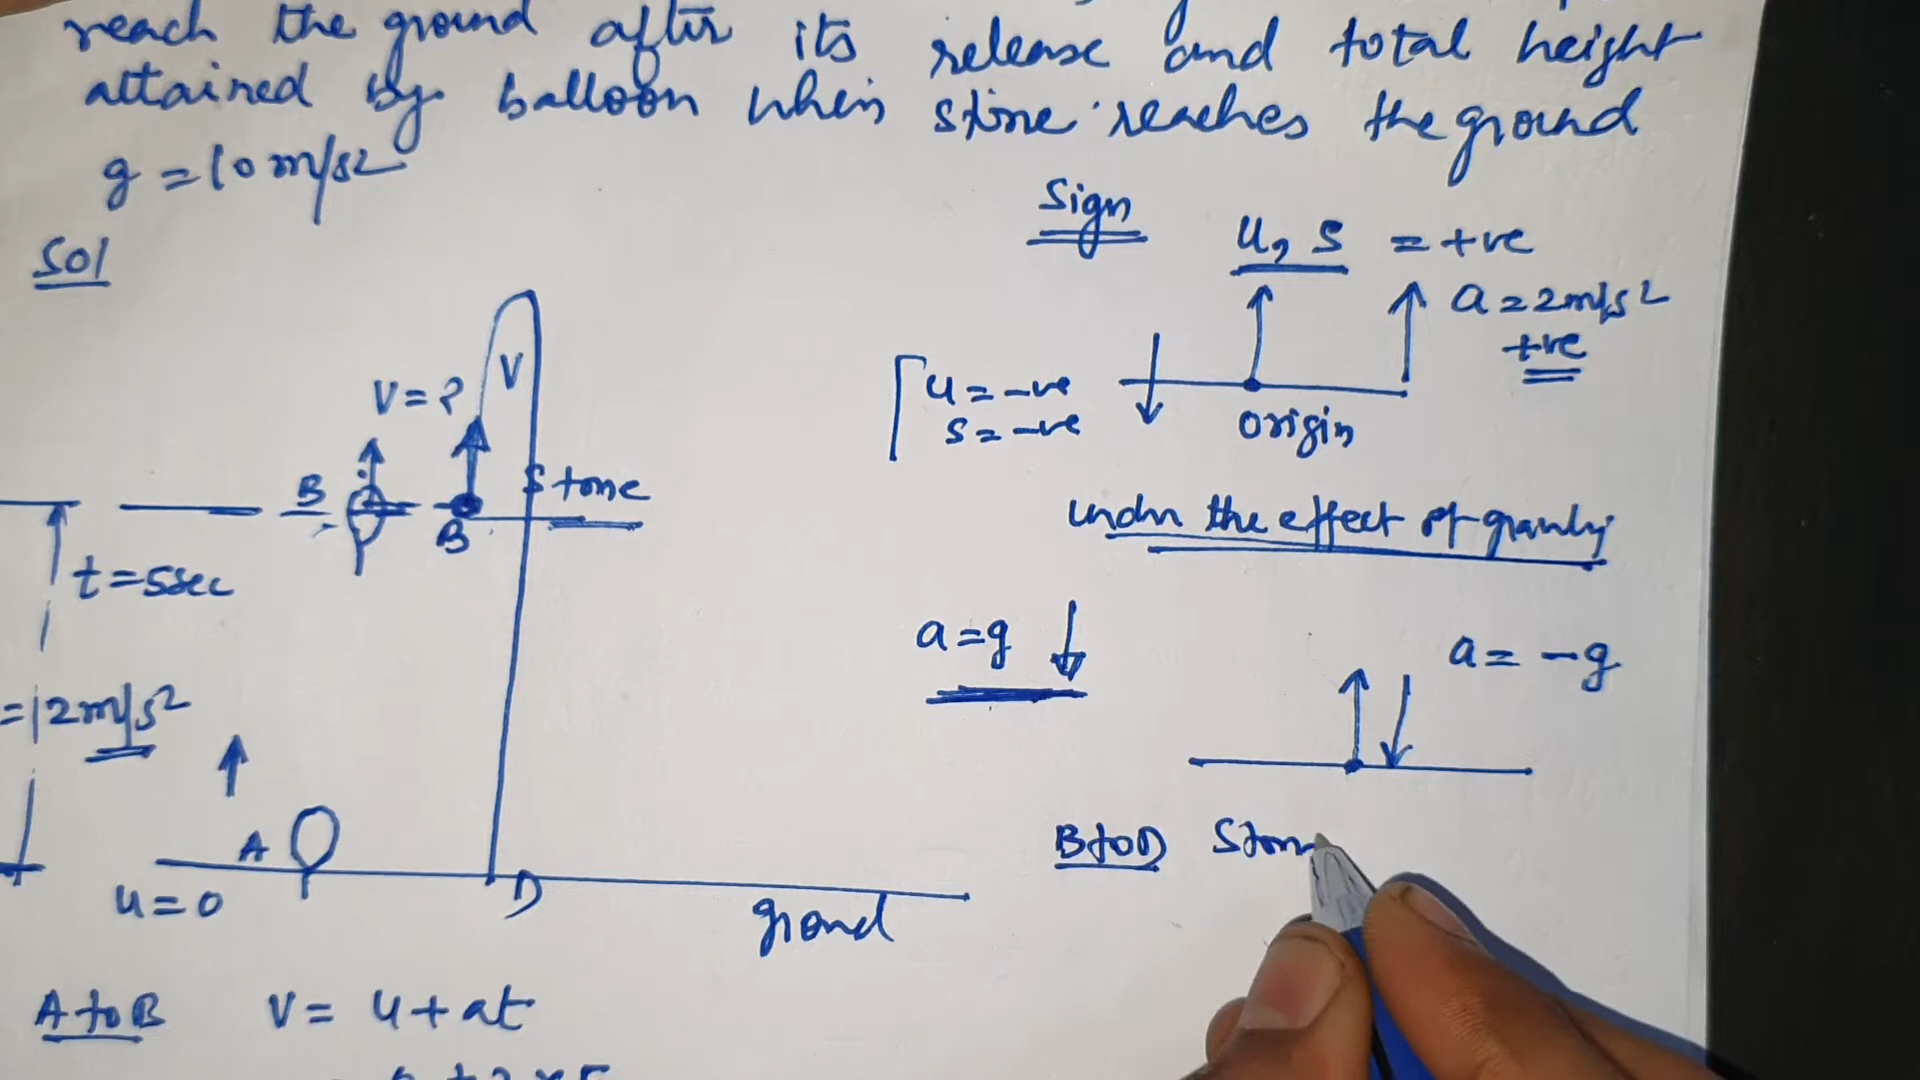 reach the ground after its release and total height
attained by balloon when stone reaches the ground
g = 10 m/s2
Sol
Sign
u, s = +ve
a = 2m/s2
+ve
u = -ve
s = -ve
origin
V = ?
V
B
B
Stone
t = 5sec
under the effect of gravity
a = g
a = -g
= 2m/s2
A
u = 0
D
ground
B to D Ston
A to B V = u + at